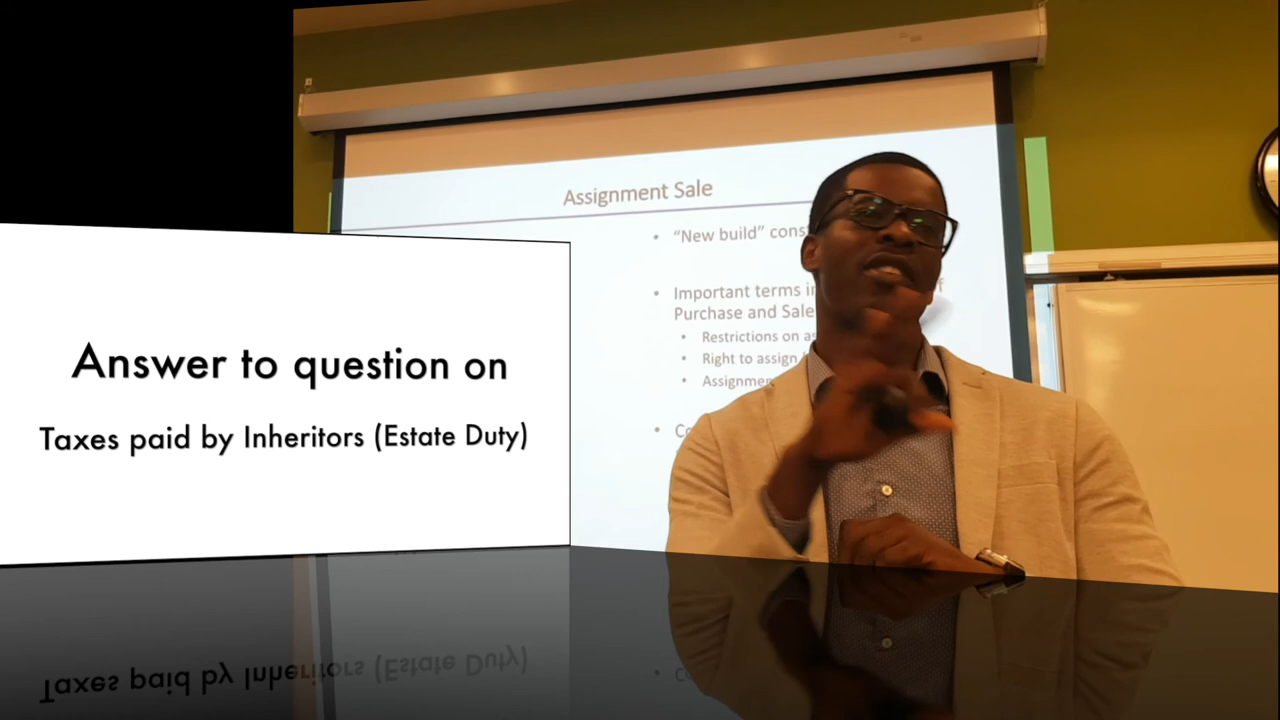 Answer to question on
Taxes paid by Inheritors (Estate Duty)
Assignment Sale
• "New build"
• Important terms
Purchase and Sale
• Restrictions on
• Right to assign
•
•